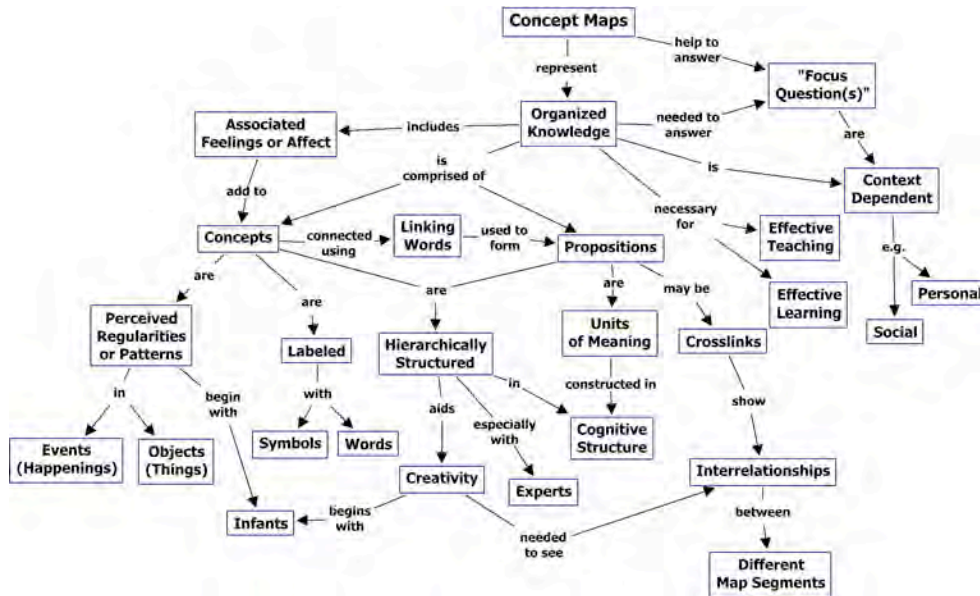 Concept Maps
help to
answer
represent
"Focus
Question(s)"
Associated
Feelings or Affect
includes
Organized
Knowledge
needed to
answer
are
is
comprised of
is
add to
Context
Dependent
necessary
for
Concepts
connected
using
Linking
Words
used to
form
Propositions
Effective
Teaching
e.g.
are
are
are
are
may be
Effective
Learning
Personal
Social
Perceived
Regularities
or Patterns
Labeled
Hierarchically
Structured
Units
of Meaning
Crosslinks
in
begin
with
with
aids
in
especially
with
constructed in
show
Events
(Happenings)
Objects
(Things)
Symbols
Words
Cognitive
Structure
Creativity
Experts
Interrelationships
Infants
begins
with
needed
to see
between
Different
Map Segments